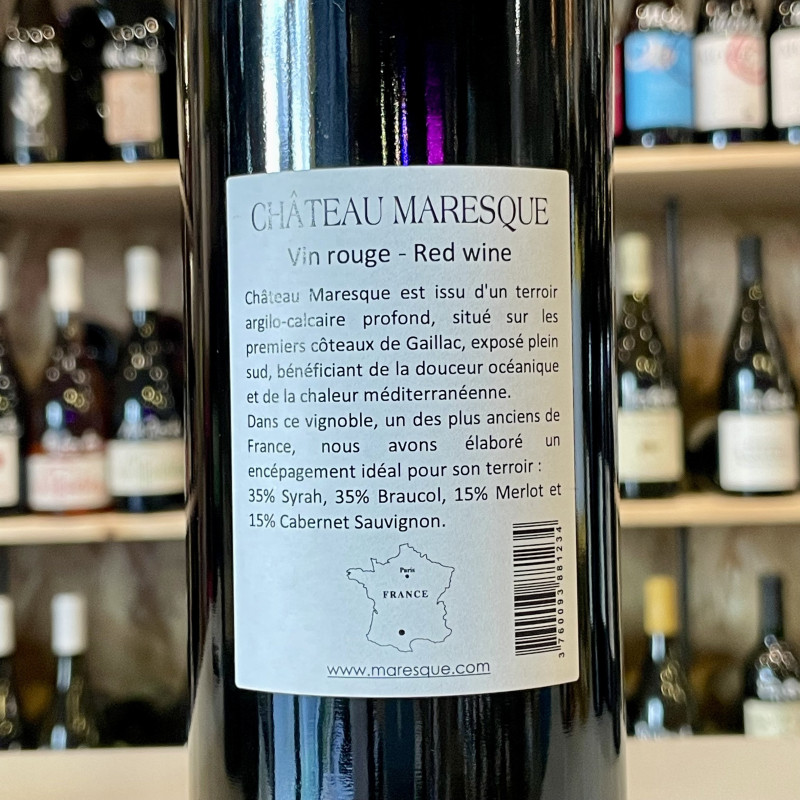 CHÂTEAU MARESQUE
Vin rouge - Red wine
Château Maresque est issu d'un terroir
argilo-calcaire profond, situé sur les
premiers côteaux de Gaillac, exposé plein
sud, bénéficiant de la douceur océanique
et de la chaleur méditerranéenne.
Dans ce vignoble, un des plus anciens de
France, nous avons élaboré un
encépagement idéal pour son terroir :
35% Syrah, 35% Braucol, 15% Merlot et
15% Cabernet Sauvignon.
Paris
FRANCE
3760093881234
www.maresque.com